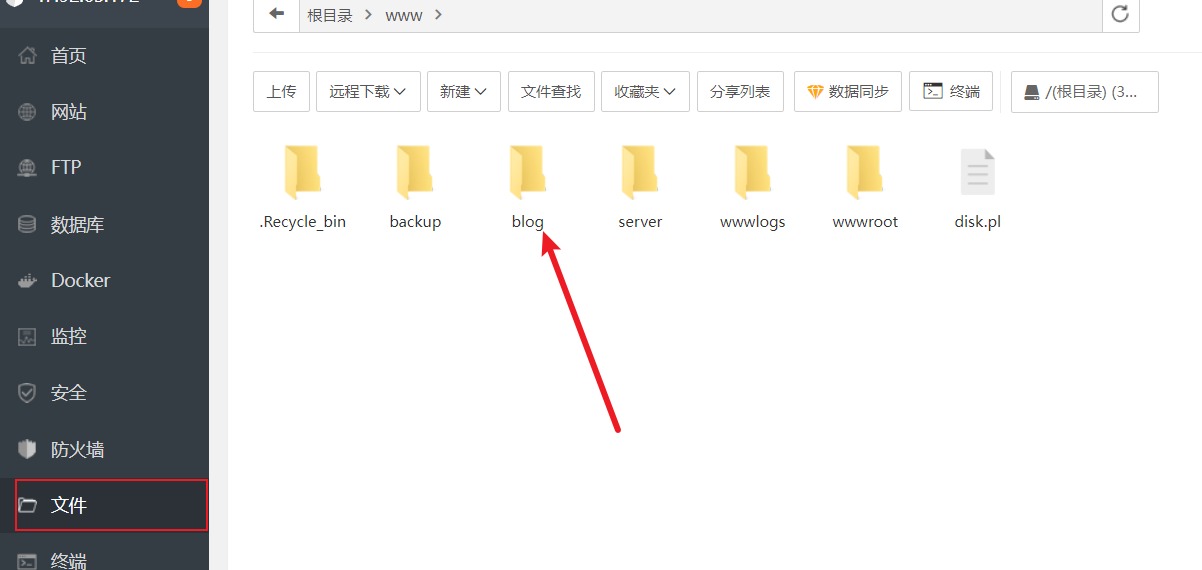 首页
网站
FTP
数据库
Docker
监控
安全
防火墙
文件
终端
根目录 > www >
上传 远程下载 新建 文件查找 收藏夹 分享列表 数据同步 终端 /(根目录) (3...
.Recycle_bin backup blog server wwwlogs wwwroot disk.pl